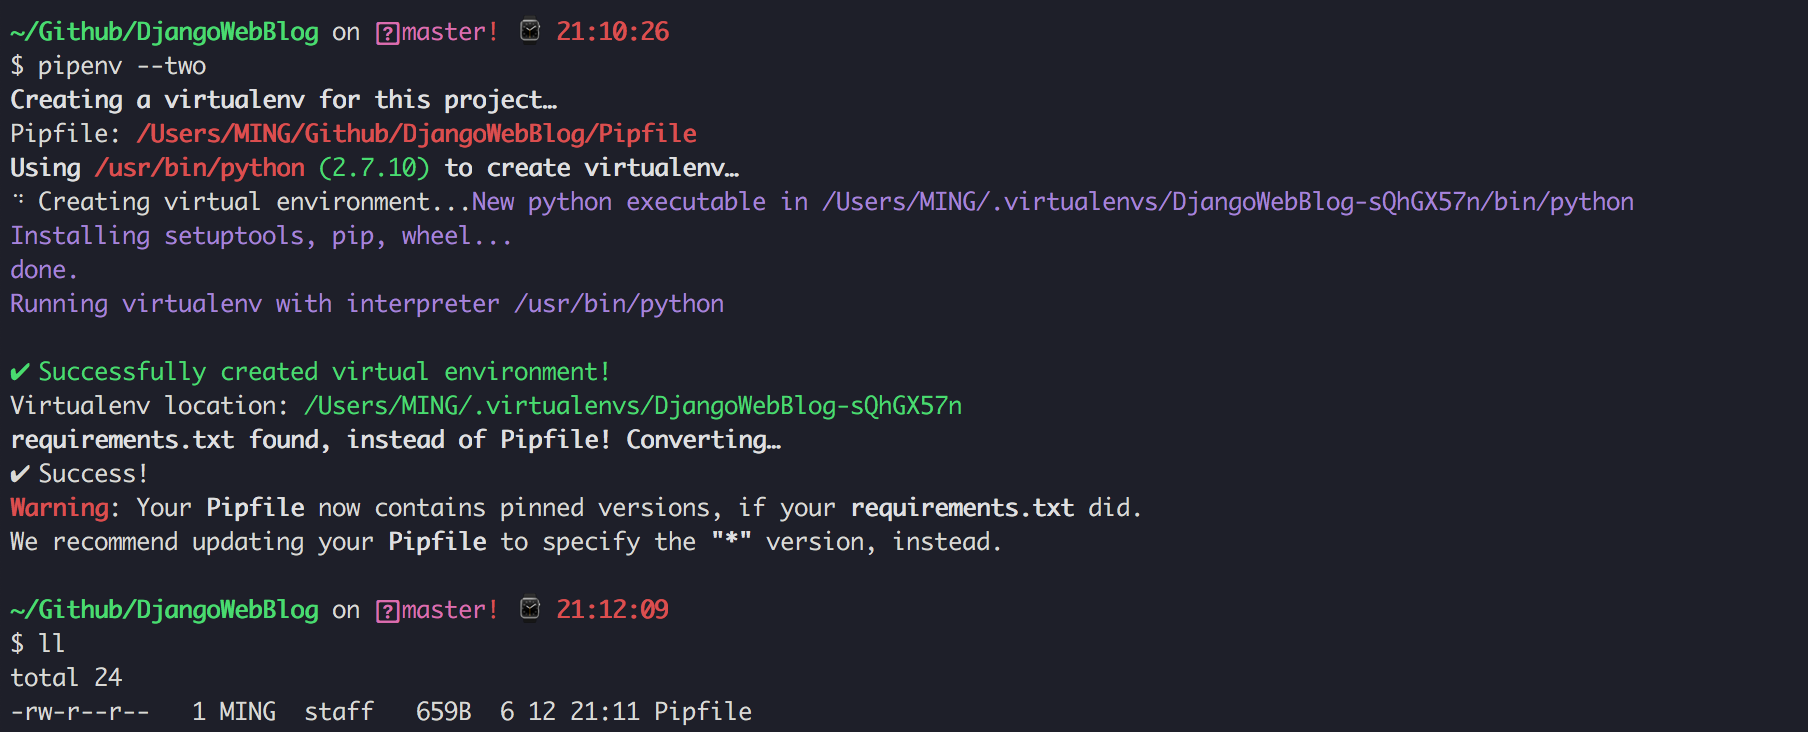 ~/Github/DjangoWebBlog on master! ⌚ 21:10:26
$ pipenv --two
Creating a virtualenv for this project…
Pipfile: /Users/MING/Github/DjangoWebBlog/Pipfile
Using /usr/bin/python (2.7.10) to create virtualenv…
⠙ Creating virtual environment...New python executable in /Users/MING/.virtualenvs/DjangoWebBlog-sQhGX57n/bin/python
Installing setuptools, pip, wheel...
done.
Running virtualenv with interpreter /usr/bin/python
✔ Successfully created virtual environment!
Virtualenv location: /Users/MING/.virtualenvs/DjangoWebBlog-sQhGX57n
requirements.txt found, instead of Pipfile! Converting…
✔ Success!
Warning: Your Pipfile now contains pinned versions, if your requirements.txt did.
We recommend updating your Pipfile to specify the "*" version, instead.
~/Github/DjangoWebBlog on master! ⌚ 21:12:09
$ ll
total 24
-rw-r--r-- 1 MING staff 659B 6 12 21:11 Pipfile